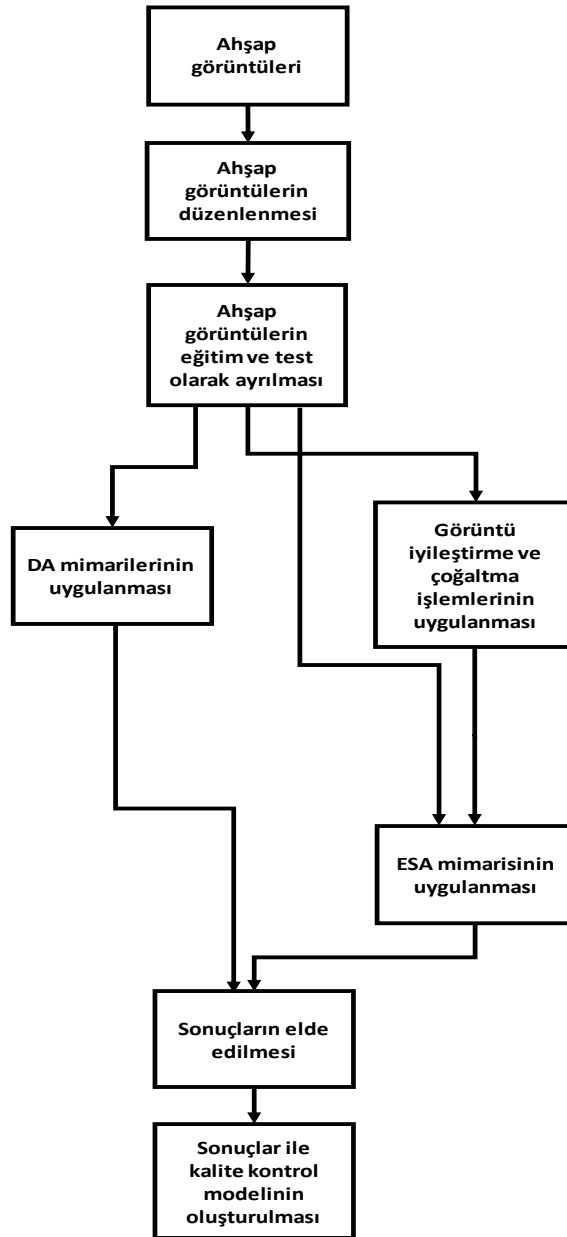 Ahşap
görüntüleri
Ahşap
görüntülerin
düzenlenmesi
Ahşap
görüntülerin
eğitim ve test
olarak ayrılması
DA mimarilerinin
uygulanması
Görüntü
iyileştirme ve
çoğaltma
işlemlerinin
uygulanması
ESA mimarisinin
uygulanması
Sonuçların elde
edilmesi
Sonuçlar ile
kalite kontrol
modelinin
oluşturulması